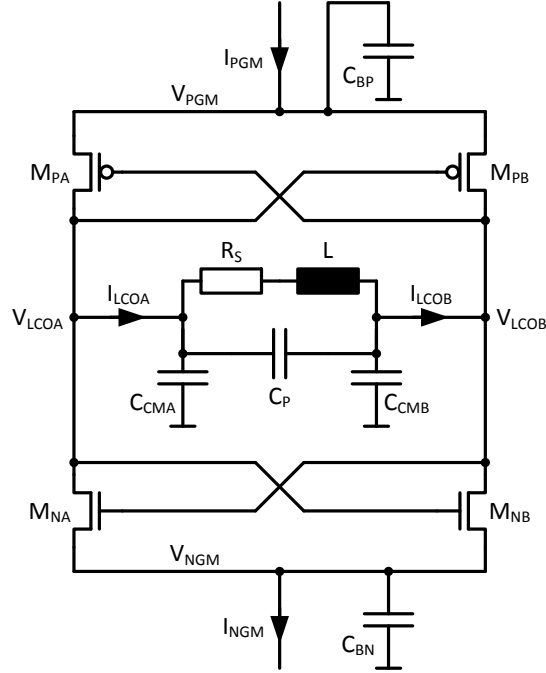 I_PGM
C_BP
V_PGM
M_PA
M_PB
R_S
L
I_LCOA
I_LCOB
V_LCOA
V_LCOB
C_CMA
C_P
C_CMB
M_NA
M_NB
V_NGM
I_NGM
C_BN